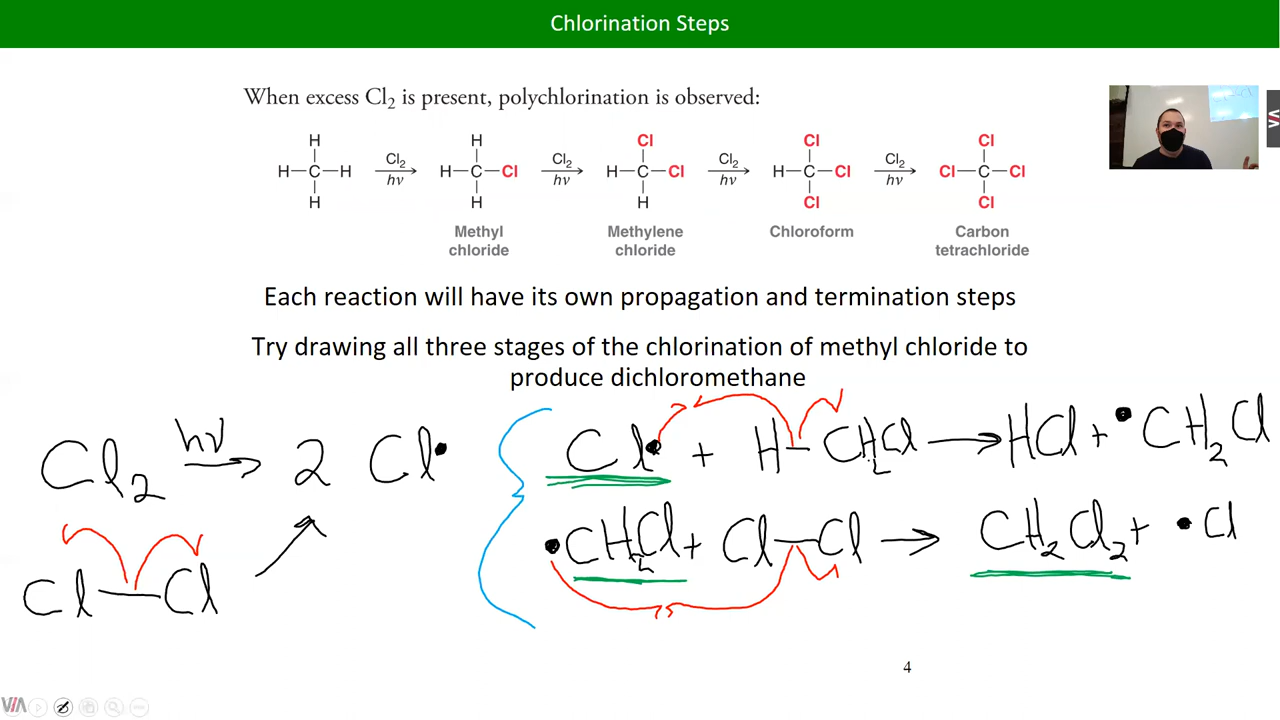 Chlorination Steps
When excess Cl₂ is present, polychlorination is observed:
H H Cl Cl Cl
H—C—H Cl₂ hν H—C—Cl Cl₂ hν H—C—Cl Cl₂ hν H—C—Cl Cl₂ hν Cl—C—Cl
H H H Cl Cl
Methyl chloride
Methylene chloride
Chloroform
Carbon tetrachloride
Each reaction will have its own propagation and termination steps
Try drawing all three stages of the chlorination of methyl chloride to
produce dichloromethane
Cl₂ hν → 2 Cl•
Cl—Cl
Cl• + H—CH₂Cl → HCl + •CH₂Cl
•CH₂Cl + Cl—Cl → CH₂Cl₂ + •Cl
4
VIA